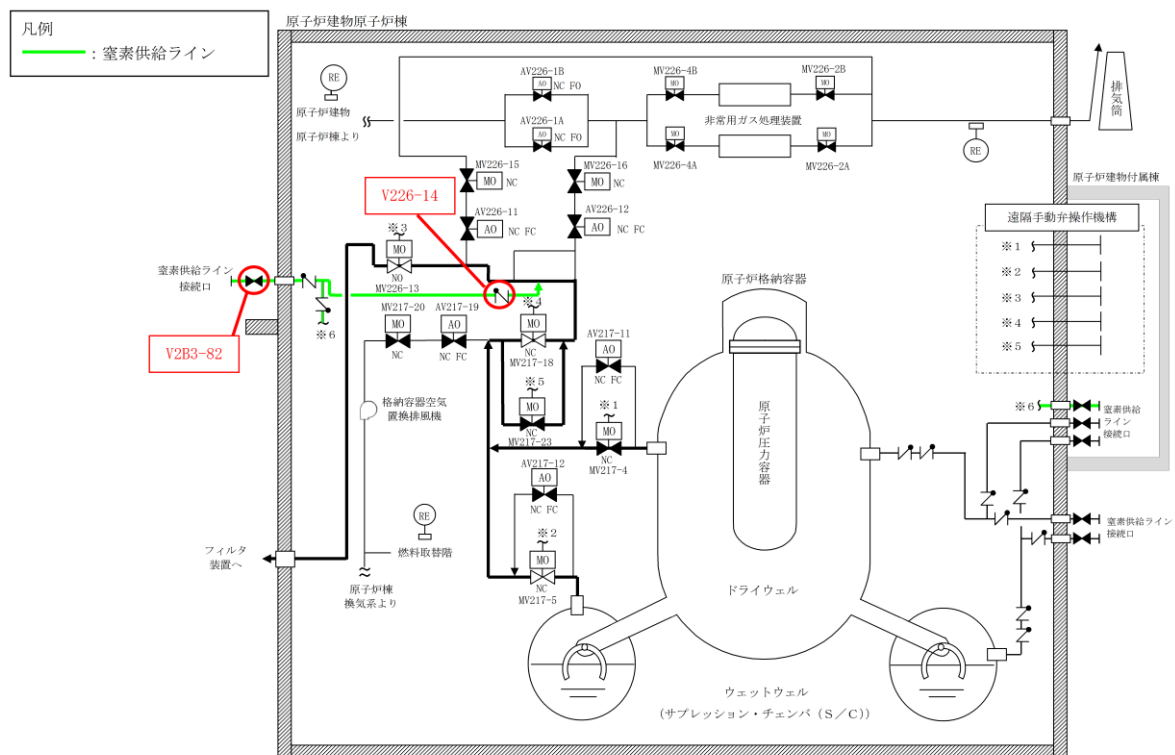 凡例
：窒素供給ライン
原子炉建物原子炉棟
RE
原子炉建物
原子炉棟より
AV226-1B
AO
NC FO
AV226-1A
AO
NC FO
MV226-4B
MO
MV226-2B
MO
非常用ガス処理装置
MO
MV226-4A
MO
MV226-2A
RE
排気筒
原子炉建物付属棟
遠隔手動弁操作機構
※1
※2
※3
※4
※5
MV226-15
MO
NC
MV226-16
MO
NC
V226-14
AV226-11
AO
NC FC
AV226-12
AO
NC FC
※3
MO
NO
MV226-13
窒素供給ライン
接続口
※6
V2B3-82
MV217-20
MO
NC
AV217-19
AO
NC FC
※4
MO
NC
MV217-18
※5
MO
NC
MV217-23
AV217-11
AO
NC FC
※1
MO
NC
MV217-4
格納容器空気
置換排風機
AV217-12
AO
NC FC
※2
MO
NC
MV217-5
RE
燃料取替階
フィルタ
装置へ
原子炉棟
換気系より
原子炉格納容器
原子炉圧力容器
ドライウェル
ウェットウェル
（サプレッション・チェンバ（S／C））
※6
窒素供給
ライン
接続口
窒素供給ライン
接続口